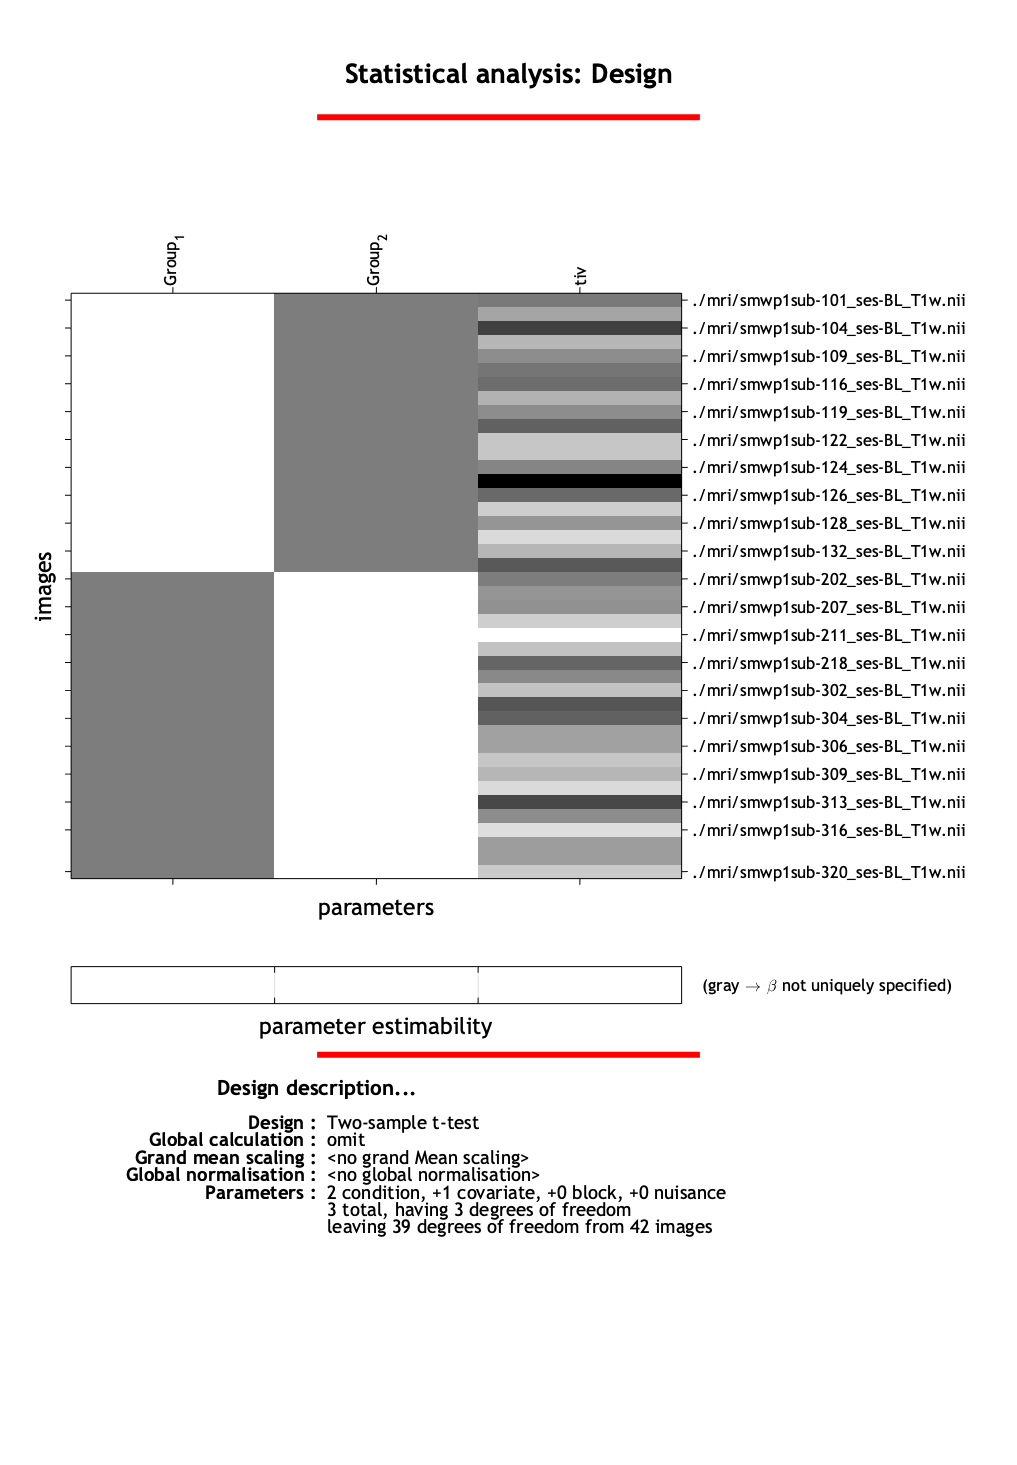 Statistical analysis: Design
Group1
Group2
tiv
images
./mri/smwp1sub-101_ses-BL_T1w.nii
./mri/smwp1sub-104_ses-BL_T1w.nii
./mri/smwp1sub-109_ses-BL_T1w.nii
./mri/smwp1sub-116_ses-BL_T1w.nii
./mri/smwp1sub-119_ses-BL_T1w.nii
./mri/smwp1sub-122_ses-BL_T1w.nii
./mri/smwp1sub-124_ses-BL_T1w.nii
./mri/smwp1sub-126_ses-BL_T1w.nii
./mri/smwp1sub-128_ses-BL_T1w.nii
./mri/smwp1sub-132_ses-BL_T1w.nii
./mri/smwp1sub-202_ses-BL_T1w.nii
./mri/smwp1sub-207_ses-BL_T1w.nii
./mri/smwp1sub-211_ses-BL_T1w.nii
./mri/smwp1sub-218_ses-BL_T1w.nii
./mri/smwp1sub-302_ses-BL_T1w.nii
./mri/smwp1sub-304_ses-BL_T1w.nii
./mri/smwp1sub-306_ses-BL_T1w.nii
./mri/smwp1sub-309_ses-BL_T1w.nii
./mri/smwp1sub-313_ses-BL_T1w.nii
./mri/smwp1sub-316_ses-BL_T1w.nii
./mri/smwp1sub-320_ses-BL_T1w.nii
parameters
(gray → β not uniquely specified)
parameter estimability
Design description...
Design : Two-sample t-test
Global calculation : omit
Grand mean scaling : <no grand Mean scaling>
Global normalisation : <no global normalisation>
Parameters : 2 condition, +1 covariate, +0 block, +0 nuisance
3 total, having 3 degrees of freedom
leaving 39 degrees of freedom from 42 images